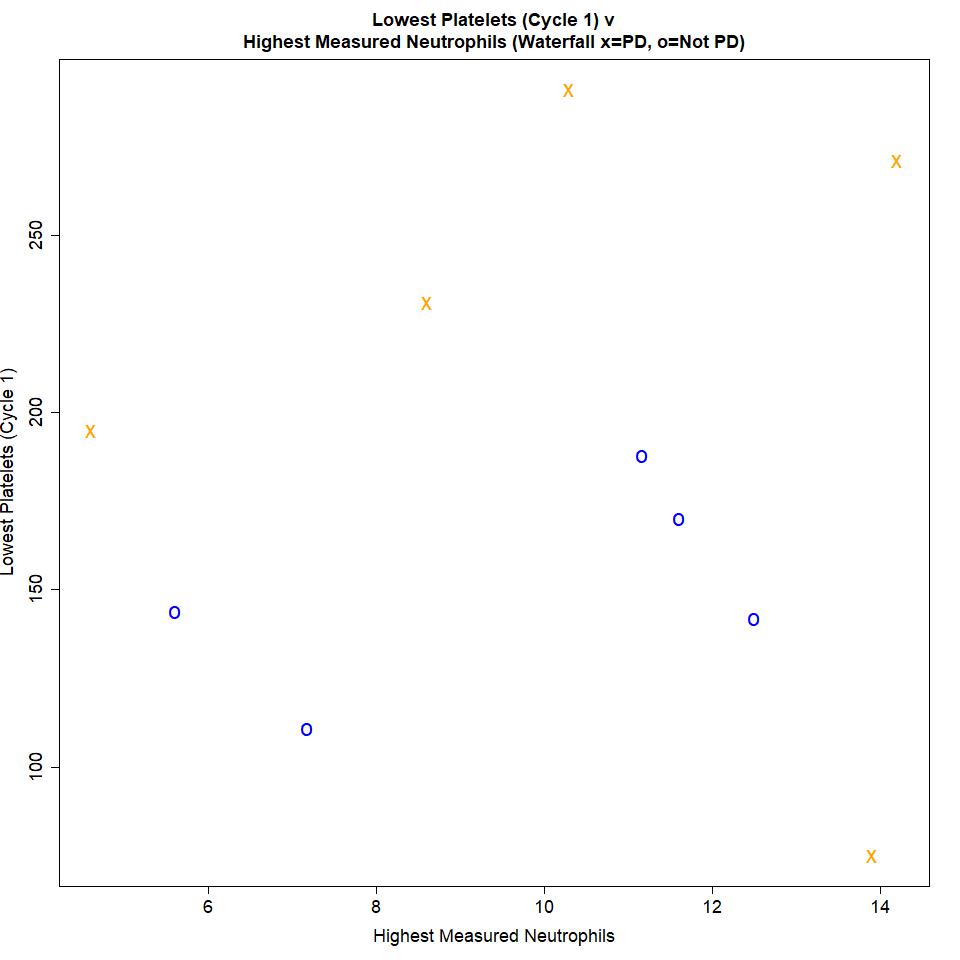 Lowest Platelets (Cycle 1) v
Highest Measured Neutrophils (Waterfall x=PD, o=Not PD)
Lowest Platelets (Cycle 1)
250
200
150
100
X
X
X
X
O
O
O
O
O
X
6 8 10 12 14
Highest Measured Neutrophils